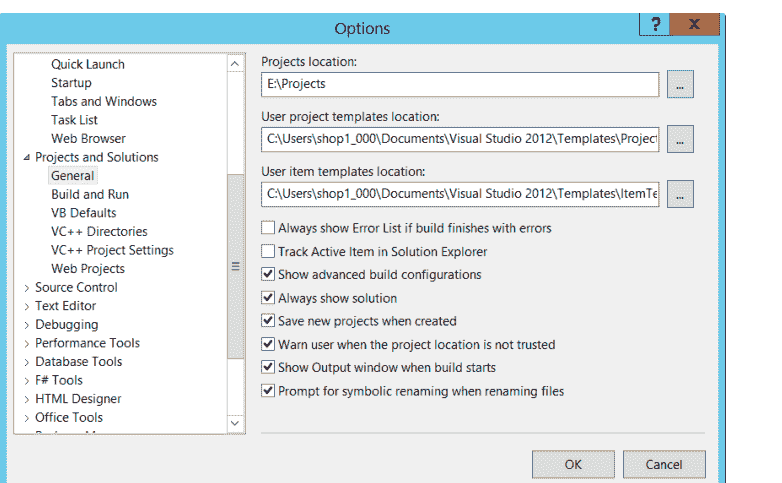 Options
?
x
Quick Launch
Startup
Tabs and Windows
Task List
Web Browser
Projects and Solutions
General
Build and Run
VB Defaults
VC++ Directories
VC++ Project Settings
Web Projects
Source Control
Text Editor
Debugging
Performance Tools
Database Tools
F# Tools
HTML Designer
Office Tools
Projects location:
E:\Projects
...
User project templates location:
C:\Users\shop1_000\Documents\Visual Studio 2012\Templates\Project
...
User item templates location:
C:\Users\shop1_000\Documents\Visual Studio 2012\Templates\ItemTe
...
Always show Error List if build finishes with errors
Track Active Item in Solution Explorer
Show advanced build configurations
Always show solution
Save new projects when created
Warn user when the project location is not trusted
Show Output window when build starts
Prompt for symbolic renaming when renaming files
OK
Cancel